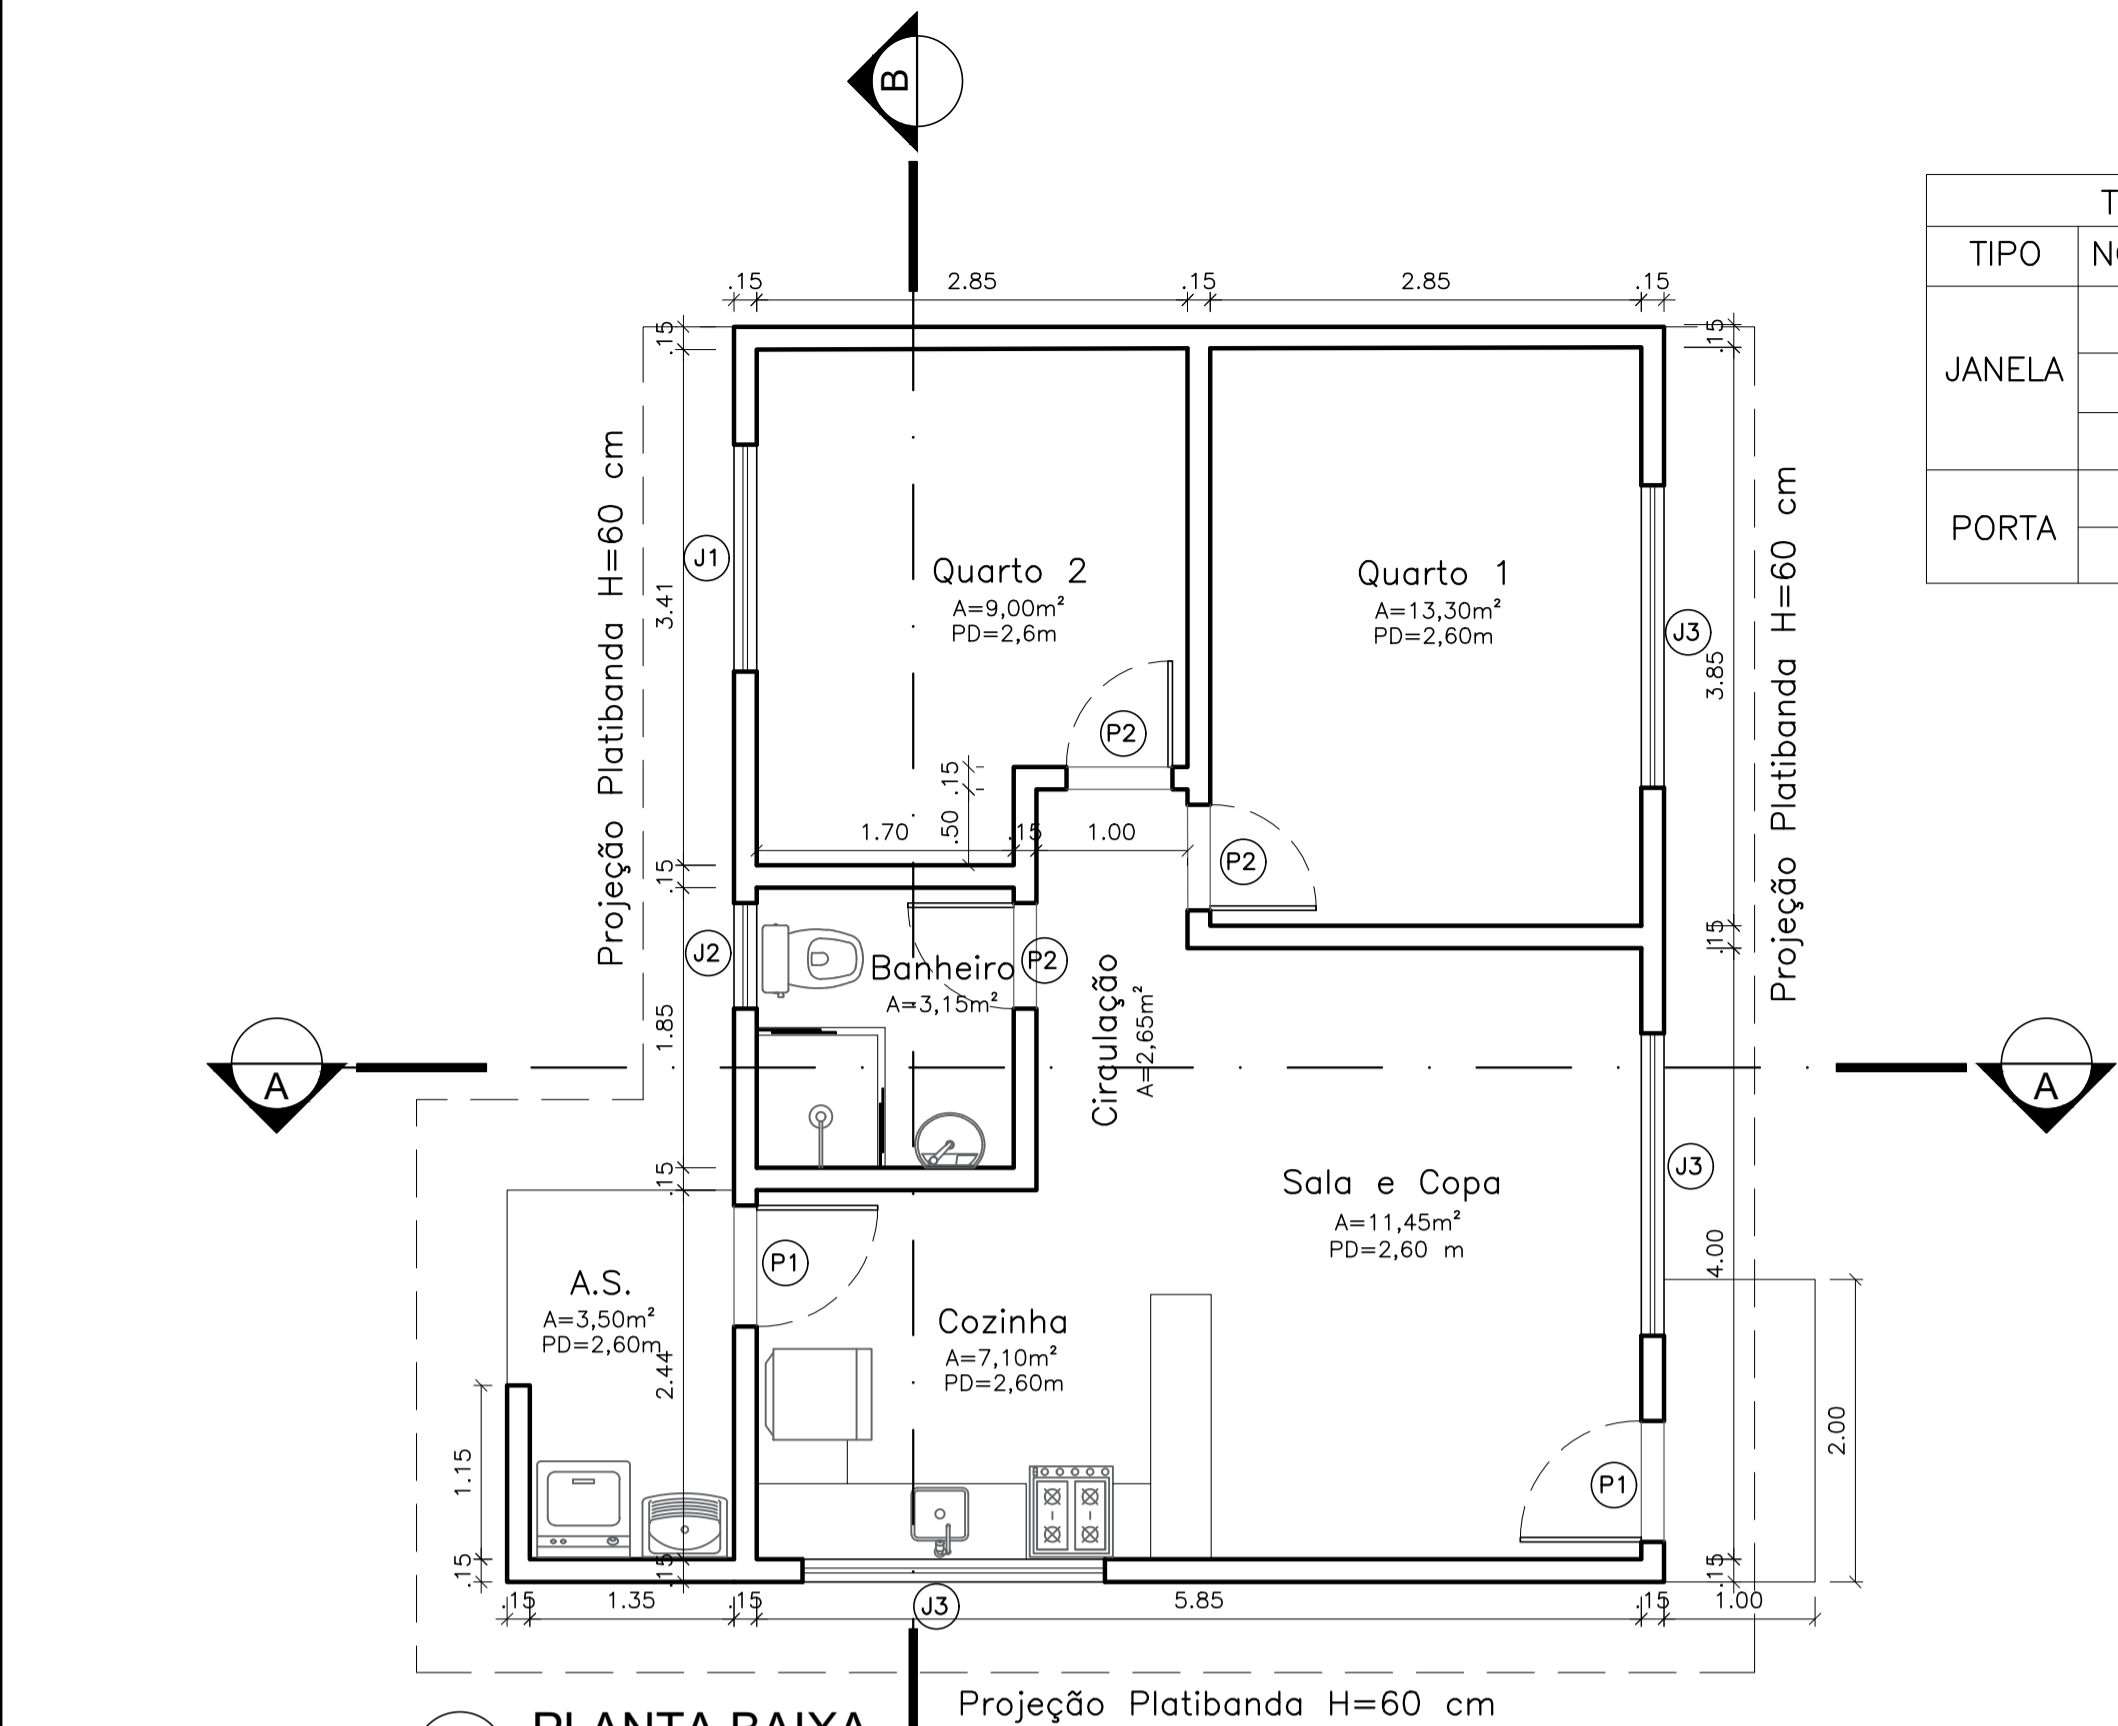 B
TIPO
JANELA
PORTA
.15
2.85
.15
2.85
.15
.15
.15
Projeção Platibanda H=60 cm
Projeção Platibanda H=60 cm
J1
3.41
Quarto 2
A=9,00m²
PD=2,6m
Quarto 1
A=13,30m²
PD=2,60m
J3
3.85
P2
.15
.50
1.70
.15
1.00
P2
.15
.15
J2
Banheiro
A=3,15m²
P2
Circulação
A=2,65m²
1.85
A
A
.15
J3
Sala e Copa
A=11,45m²
PD=2,60 m
4.00
P1
A.S.
A=3,50m²
PD=2,60m
2.44
Cozinha
A=7,10m²
PD=2,60m
2.00
1.15
P1
.15
.15
.15
.15
1.35
.15
J3
5.85
.15
1.00
Projeção Platibanda H=60 cm
PLANTA BAIXA